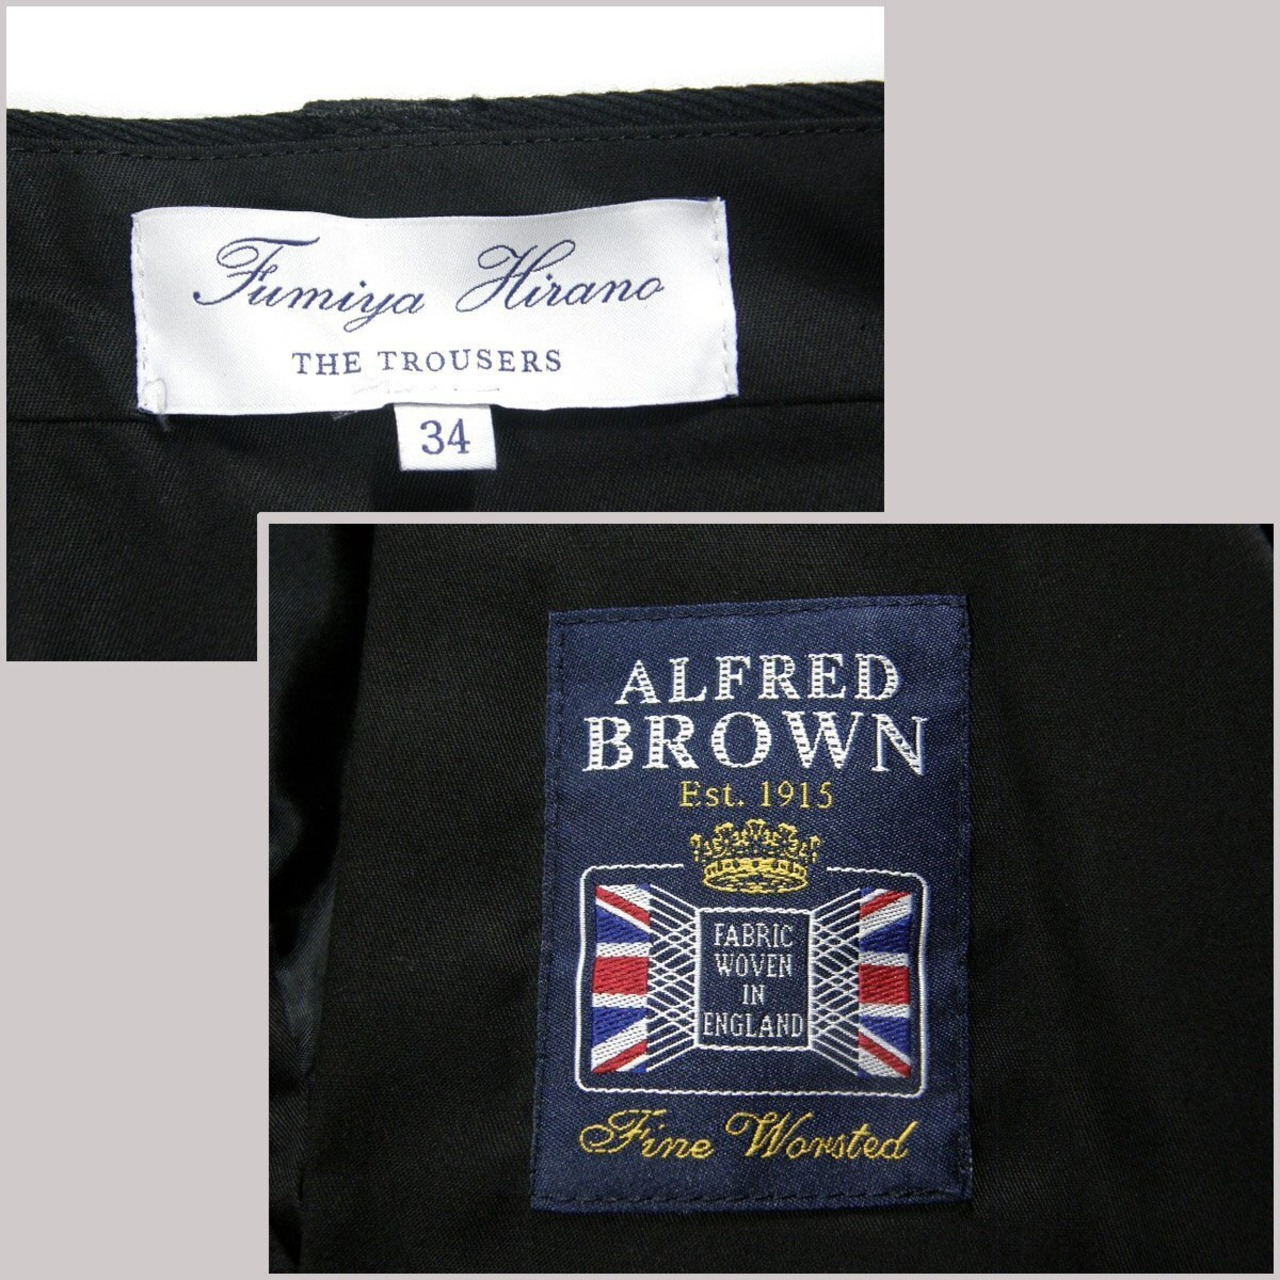 Fumiya Hirano
THE TROUSERS
34
ALFRED
BROWN
Est. 1915
FABRIC
WOVEN
IN
ENGLAND
Fine Worsted